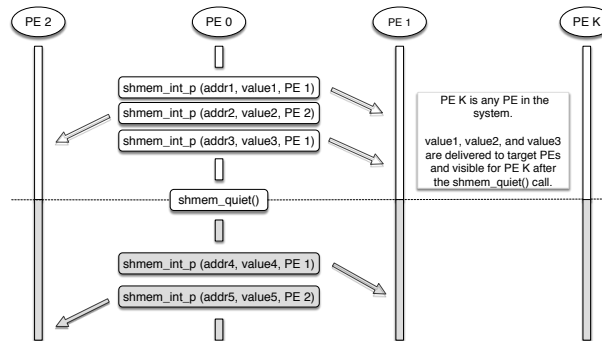 PE 2
PE 0
PE 1
PE K
shmem_int_p (addr1, value1, PE 1)
shmem_int_p (addr2, value2, PE 2)
shmem_int_p (addr3, value3, PE 1)
PE K is any PE in the
system.
value1, value2, and value3
are delivered to target PEs
and visible for PE K after
the shmem_quiet() call.
shmem_quiet()
shmem_int_p (addr4, value4, PE 1)
shmem_int_p (addr5, value5, PE 2)